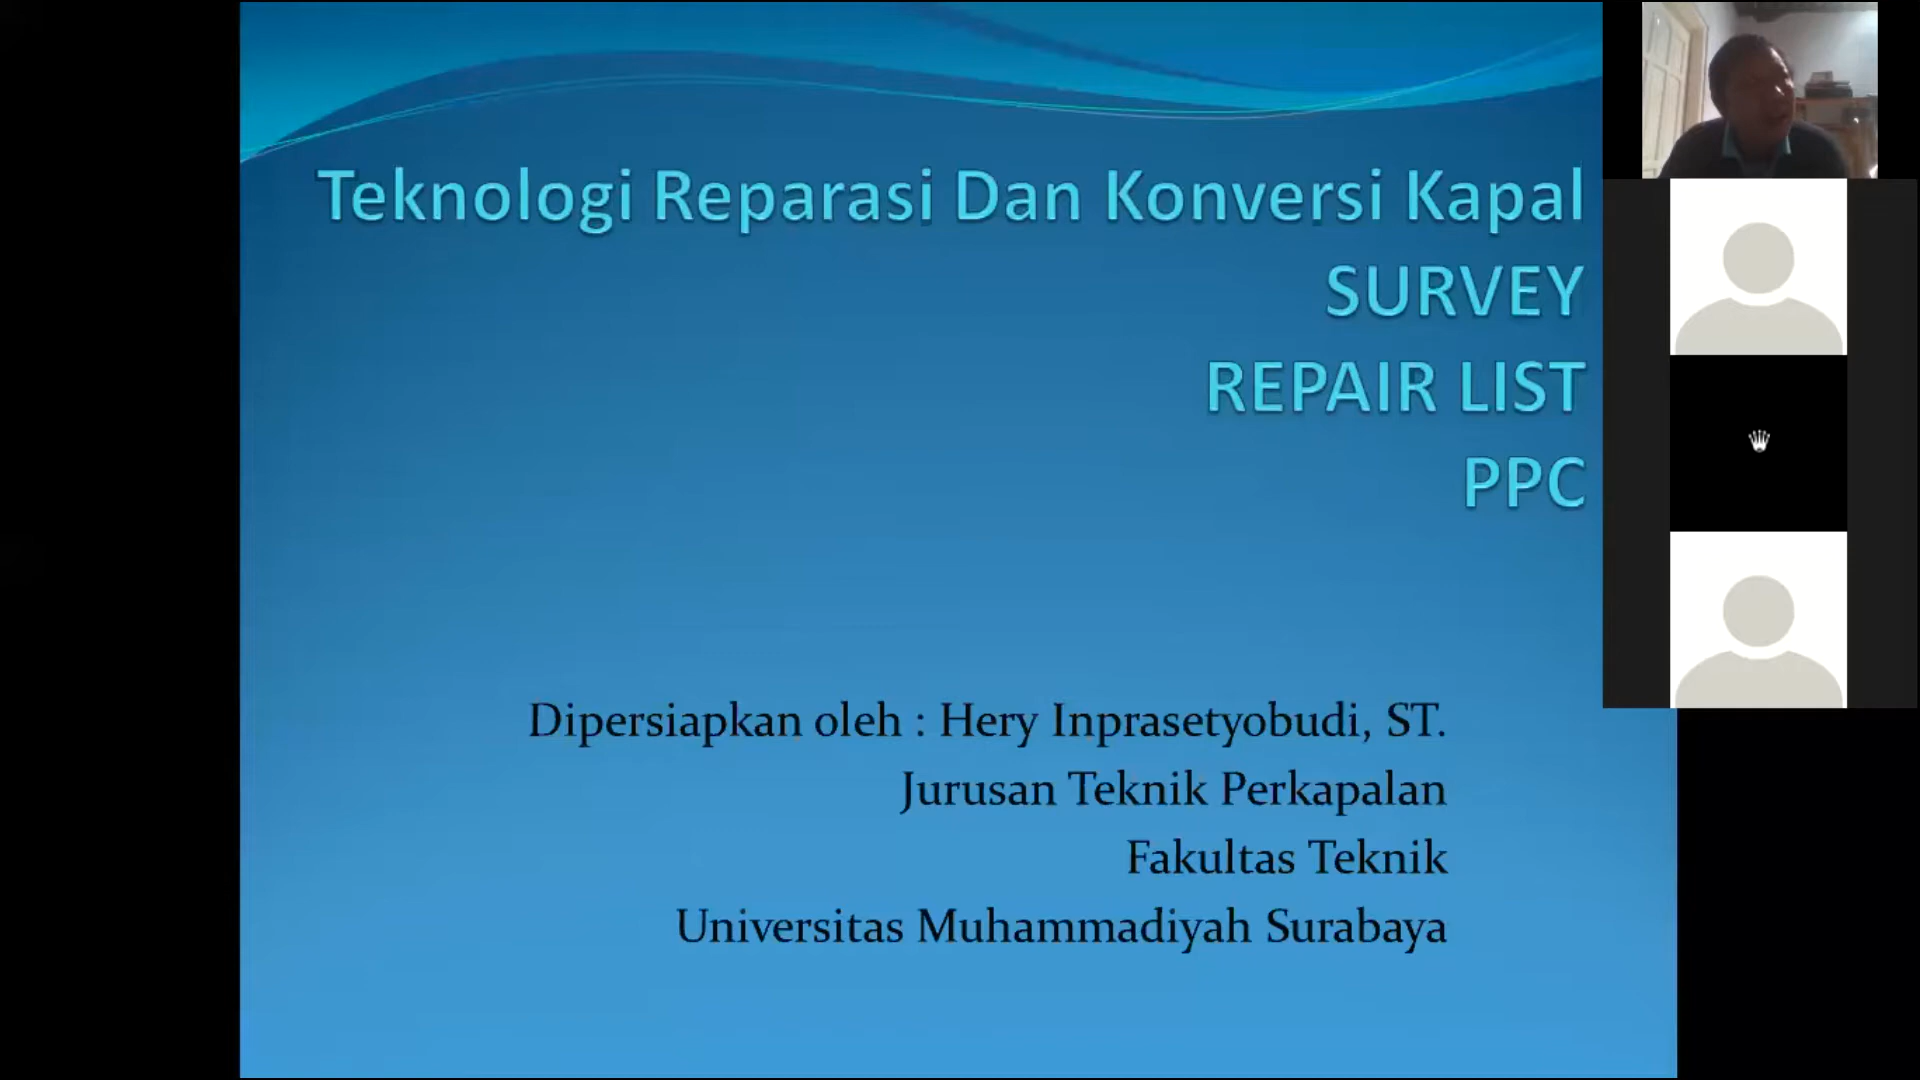 Teknologi Reparasi Dan Konversi Kapal
SURVEY
REPAIR LIST
PPC
Dipersiapkan oleh : Hery Inprasetyobudi, ST.
Jurusan Teknik Perkapalan
Fakultas Teknik
Universitas Muhammadiyah Surabaya